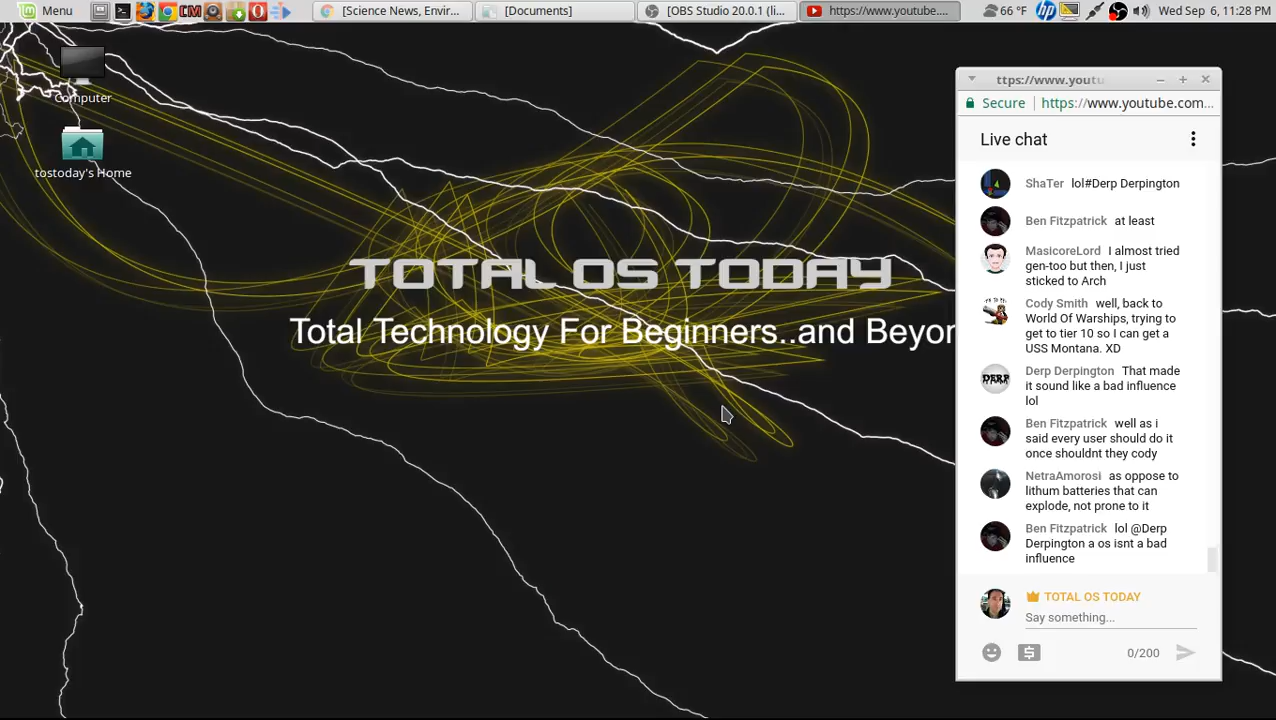 Menu
CM
[Science News, Envir...
[Documents]
[OBS Studio 20.0.1 (li...
https://www.youtube....
66 °F
Wed Sep 6, 11:28 PM
Computer
tostoday's Home
TOTAL OS TODAY
Total Technology For Beginners..and Beyon
ttps://www.youtu
Secure
https://www.youtube.com...
Live chat
ShaTer lol#Derp Derpington
Ben Fitzpatrick at least
MasicoreLord I almost tried
gen-too but then, I just
sticked to Arch
Cody Smith well, back to
World Of Warships, trying to
get to tier 10 so I can get a
USS Montana. XD
DERP
Derp Derpington That made
it sound like a bad influence
lol
Ben Fitzpatrick well as i
said every user should do it
once shouldnt they cody
NetraAmorosi as oppose to
lithum batteries that can
explode, not prone to it
Ben Fitzpatrick lol @Derp
Derpington a os isnt a bad
influence
TOTAL OS TODAY
Say something...
0/200